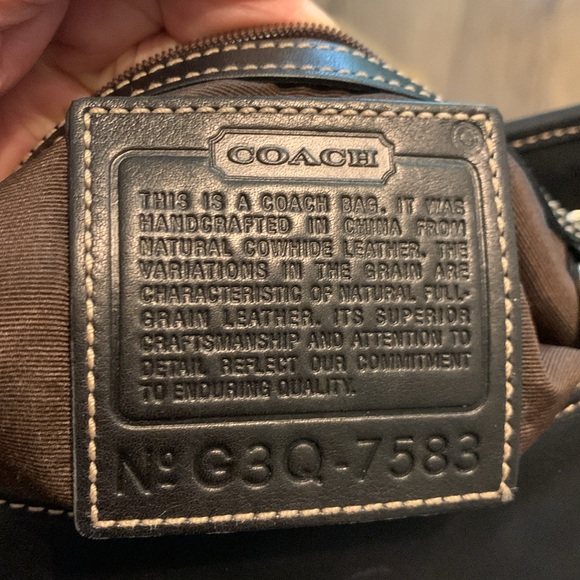 COACH
THIS IS A COACH BAG. IT WAS
HANDCRAFTED IN CHINA FROM
NATURAL COWHIDE LEATHER. THE
VARIATIONS IN THE GRAIN ARE
CHARACTERISTIC OF NATURAL FULL-
GRAIN LEATHER. ITS SUPERIOR
CRAFTSMANSHIP AND ATTENTION TO
DETAIL REFLECT OUR COMMITMENT
TO ENDURING QUALITY.
Nº G3Q-7583